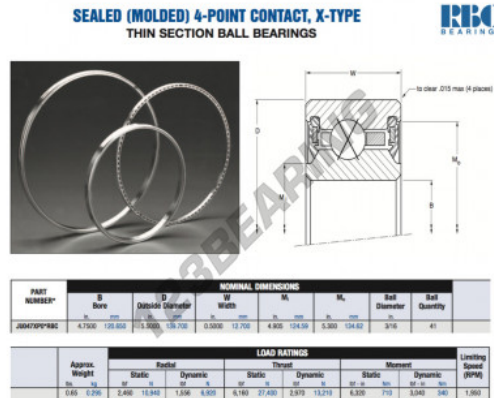 SEALED (MOLDED) 4-POINT CONTACT, X-TYPE
THIN SECTION BALL BEARINGS
RBC
BEARING
W
to clear .015 max (4 places)
D
M
B
123BEARING
PART NUMBER*
NOMINAL DIMENSIONS
B Bore
D Outside Diameter
W Width
Ball Diameter
Ball Quantity
in. mm in. mm in. mm in. mm in. mm in.
JU047XP0*RBC 4.7500 120.650 5.5000 139.700 0.5000 12.700 4.905 124.59 5.300 134.62 3/16 41
Approx. Weight
LOAD RATINGS
Limiting Speed (RPM)
Radial Thrust Moment
Static Dynamic Static Dynamic Static Dynamic
lbs. kg lbf N lbf N lbf N lbf N lbf - in Nm lbf - in Nm
0.65 0.295 2,460 10,940 1,556 6,920 6,160 27,400 2,970 13,210 6,320 710 3,040 340 1,950